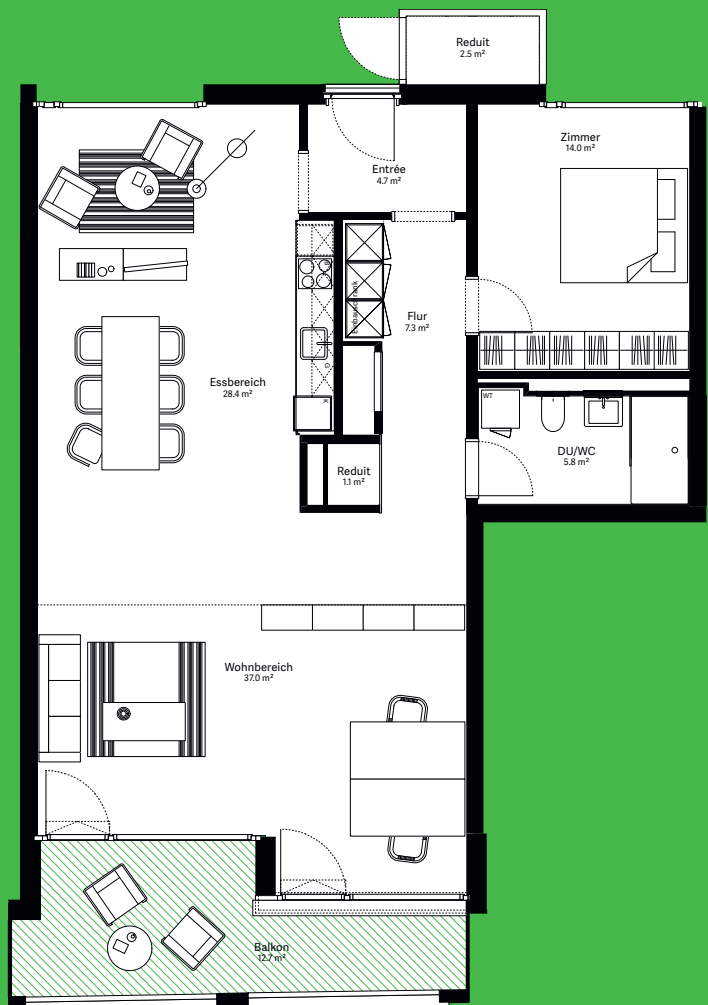 Reduit
2.5 m²
Zimmer
14.0 m²
Entrée
4.7 m²
Einbauschrank
Flur
7.3 m²
Essbereich
28.4 m²
G
K
WT
DU/WC
5.8 m²
Reduit
1.1 m²
Wohnbereich
37.0 m²
Balkon
12.7 m²